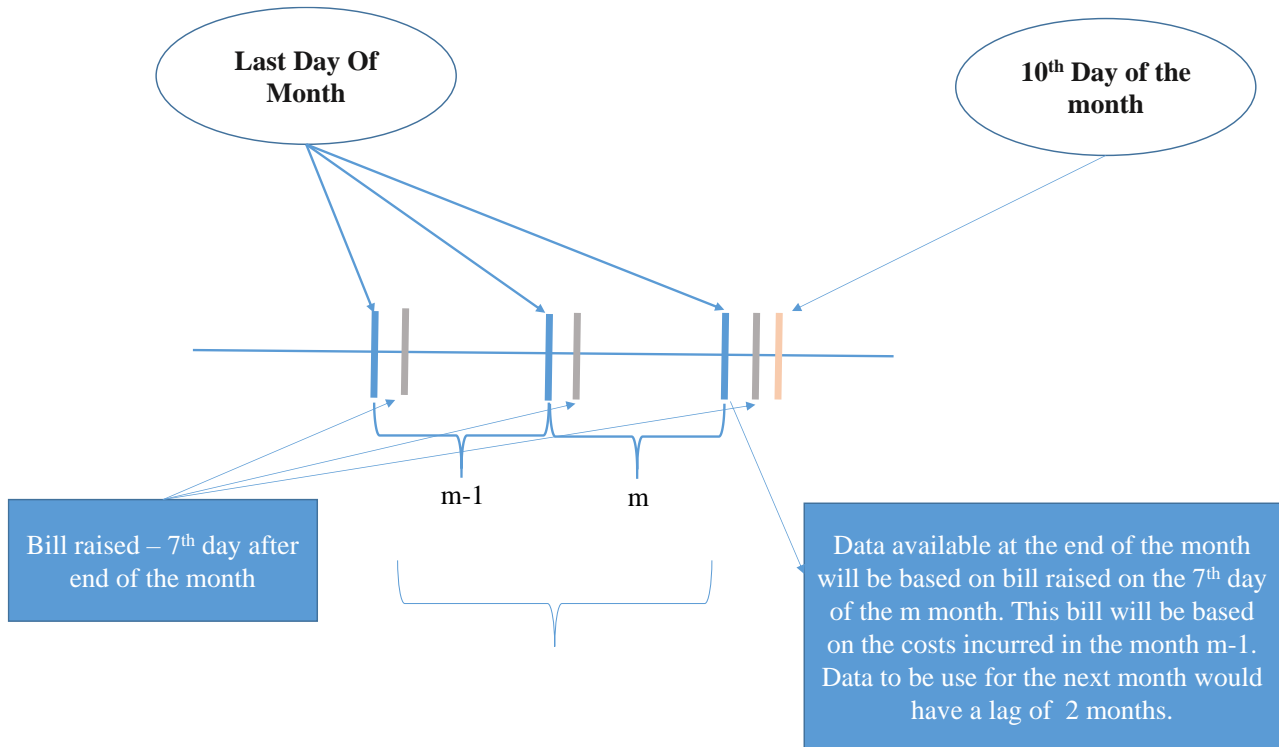 Last Day Of
Month
10th Day of the
month
m-1
m
Bill raised – 7th day after
end of the month
Data available at the end of the month
will be based on bill raised on the 7th day
of the m month. This bill will be based
on the costs incurred in the month m-1.
Data to be use for the next month would
have a lag of 2 months.